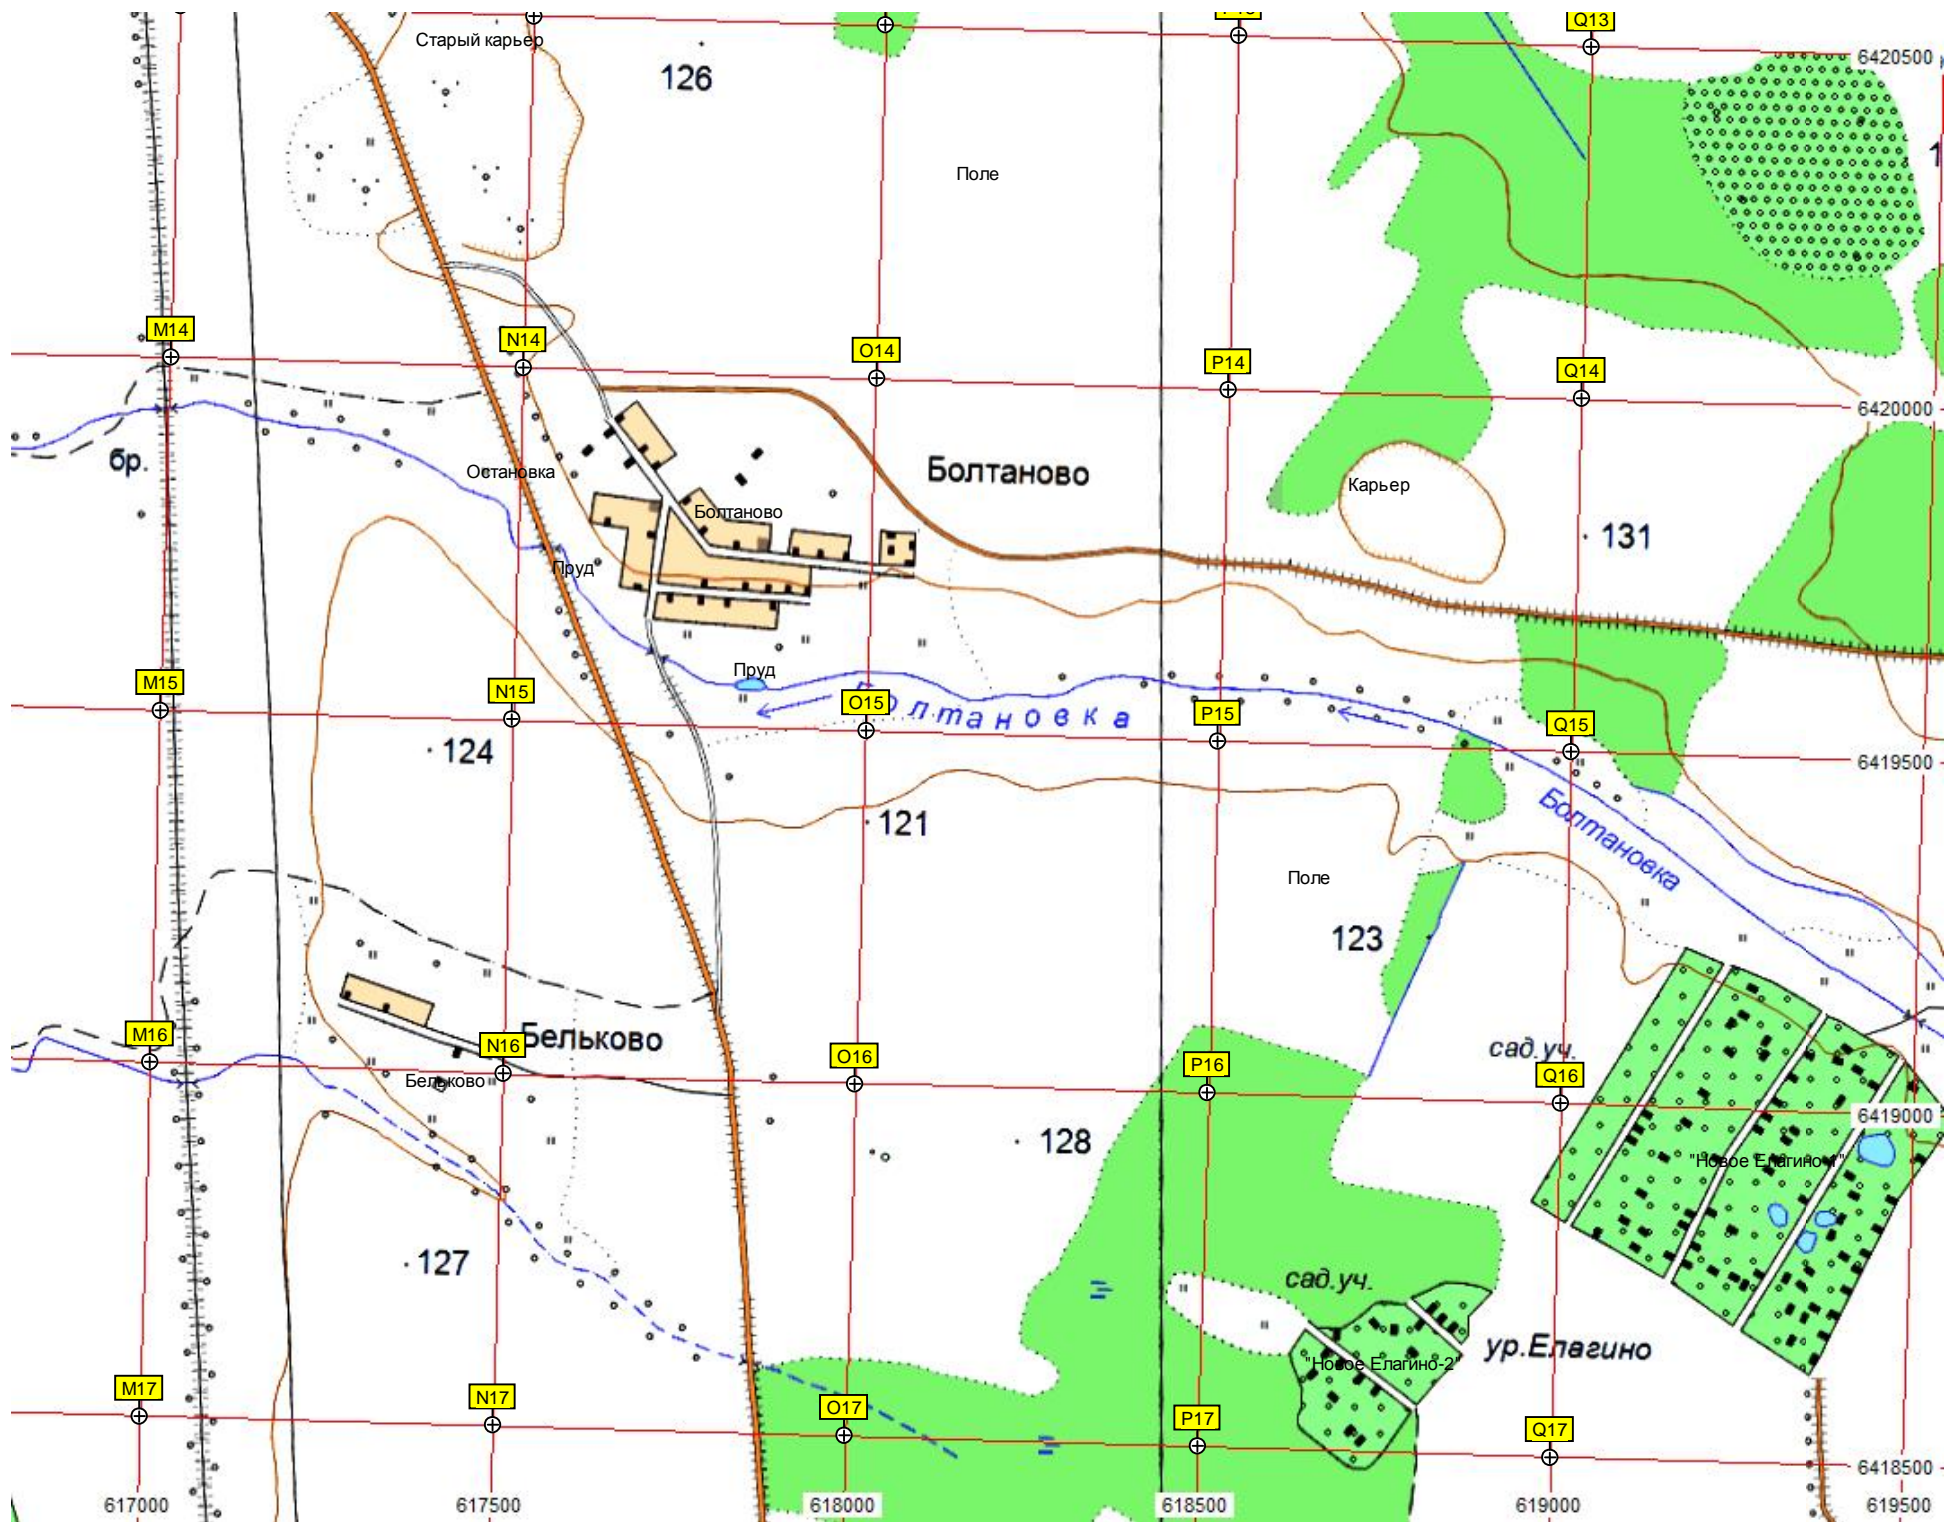 Q13
Старый карьер
6420500
126
Поле
M14
N14
O14
P14
Q14
6420000
бр.
Остановка
Болтаново
Карьер
Болтаново
131
Пруд
Пруд
M15
N15
O15
P15
Q15
Болтановка
124
6419500
121
Болтановка
Поле
123
Бельково
M16
N16
O16
P16
сад.уч.
Q16
Бельково
6419000
128
"Новое Елагино-1"
127
сад.уч.
ур.Елагино
"Новое Елагино-2"
M17
N17
O17
P17
Q17
6418500
617000
617500
618000
618500
619000
619500